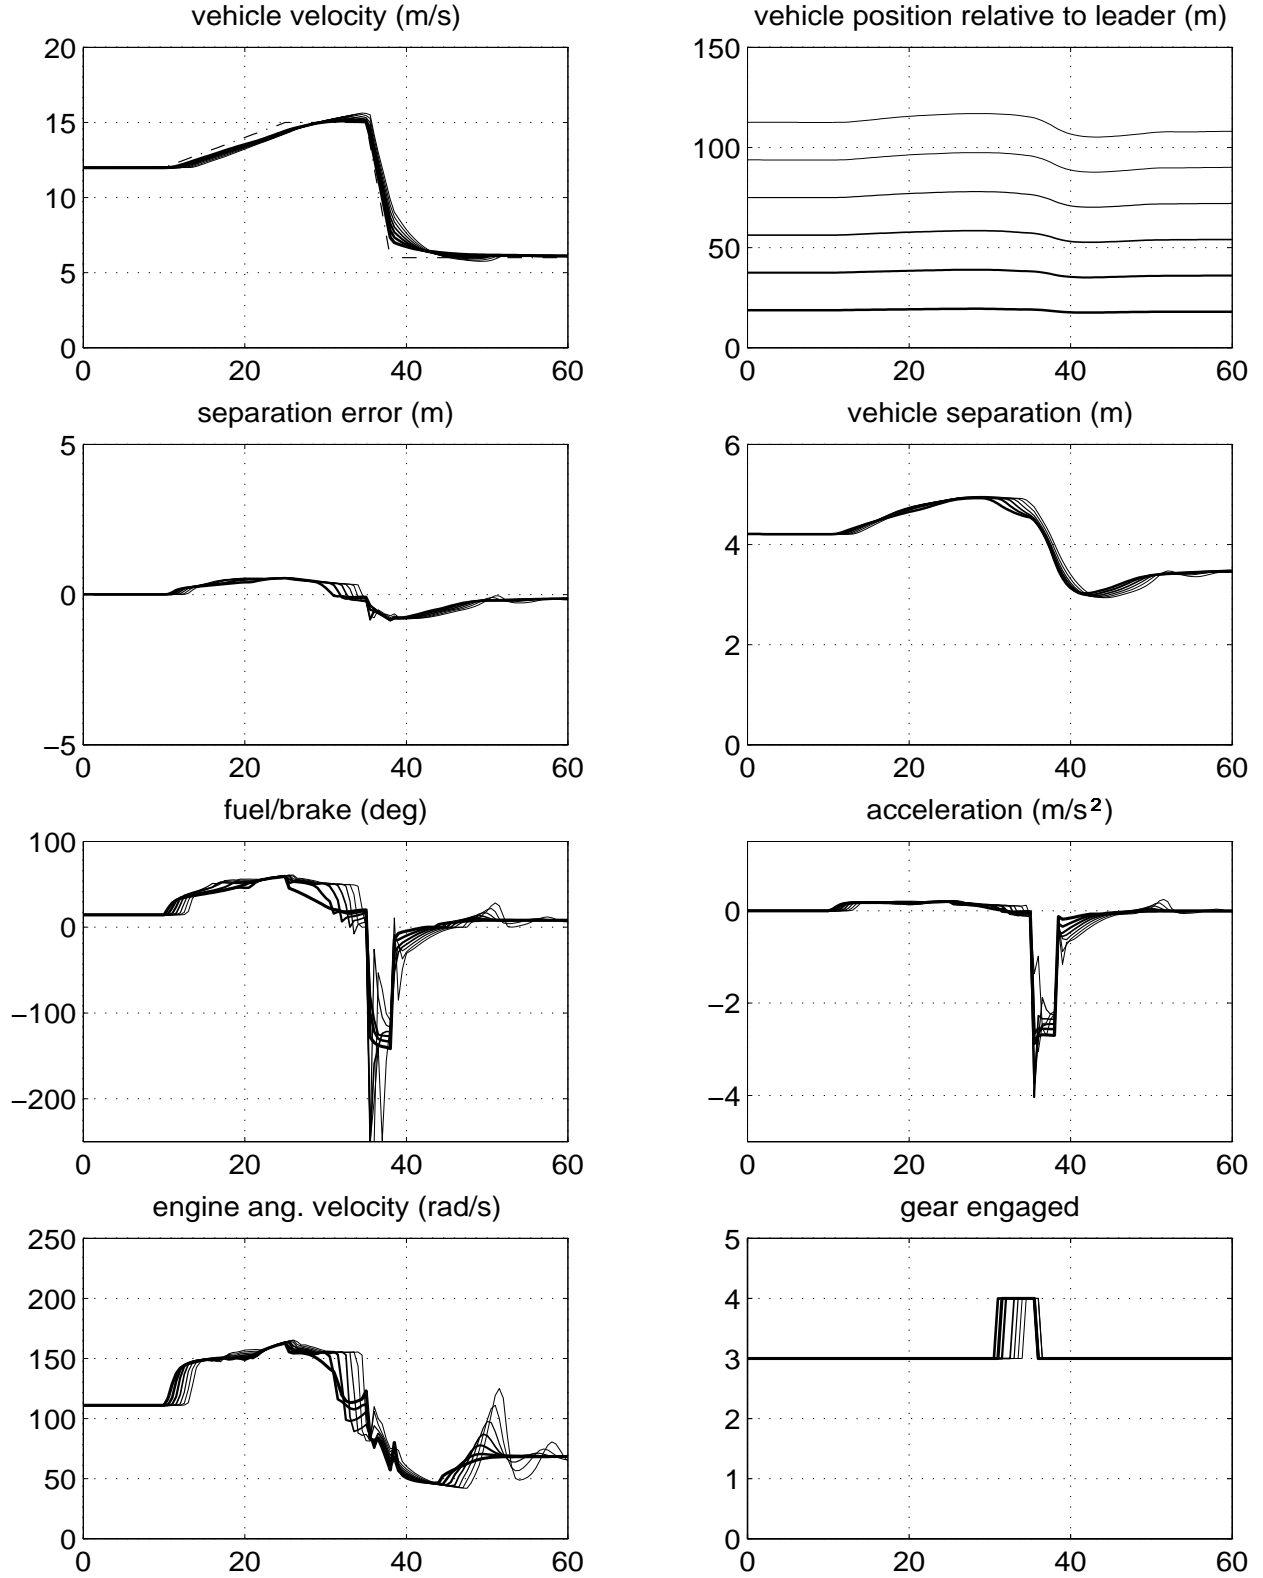 vehicle velocity (m/s)
20
15
10
5
0
0 20 40 60
vehicle position relative to leader (m)
150
100
50
0
0 20 40 60
separation error (m)
5
0
−5
0 20 40 60
vehicle separation (m)
6
4
2
0
0 20 40 60
fuel/brake (deg)
100
0
−100
−200
0 20 40 60
acceleration (m/s²)
0
−2
−4
0 20 40 60
engine ang. velocity (rad/s)
250
200
150
100
50
0
0 20 40 60
gear engaged
5
4
3
2
1
0
0 20 40 60